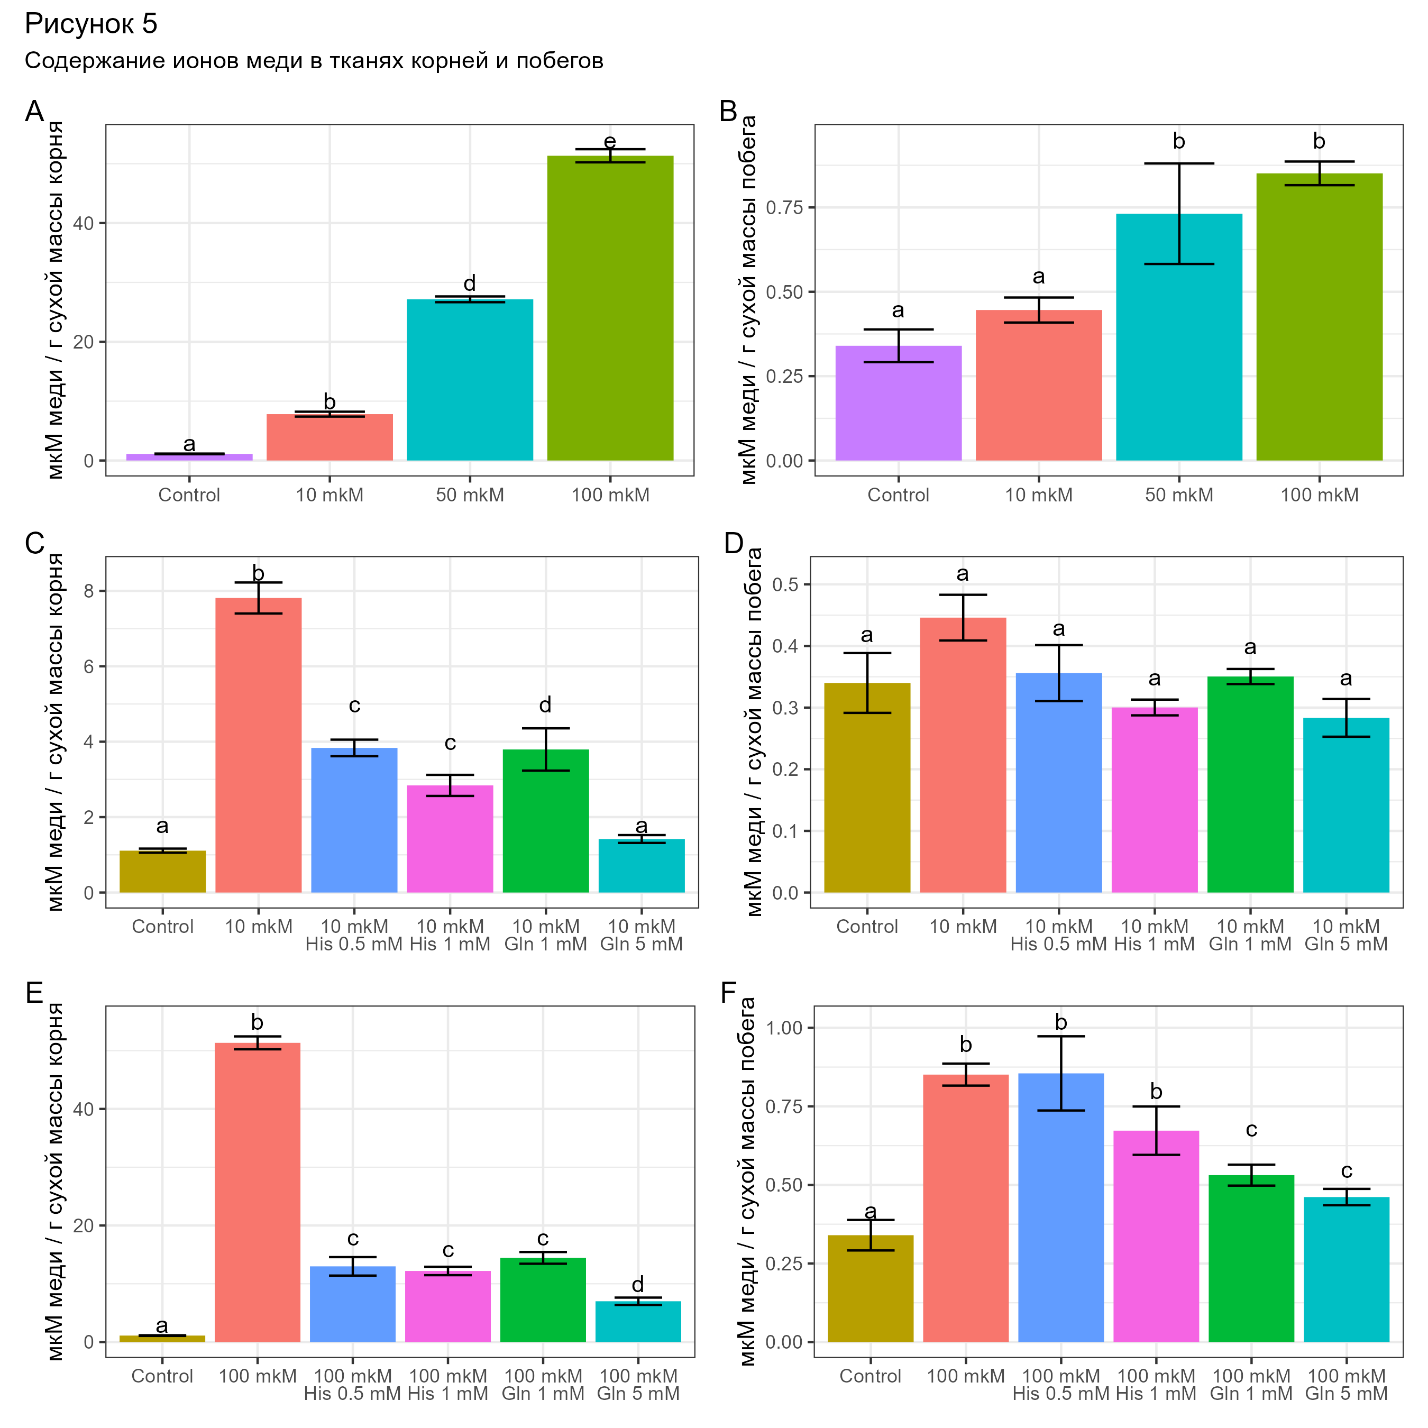 Рисунок 5
Содержание ионов меди в тканях корней и побегов
A
мкМ меди / г сухой массы корня
0
20
40
a
b
d
e
Control
10 mkM
50 mkM
100 mkM
B
мкМ меди / г сухой массы побега
0.00
0.25
0.50
0.75
a
a
b
b
Control
10 mkM
50 mkM
100 mkM
C
мкМ меди / г сухой массы корня
0
2
4
6
8
a
b
c
c
d
a
Control
10 mkM
10 mkM
His 0.5 mM
10 mkM
His 1 mM
10 mkM
Gln 1 mM
10 mkM
Gln 5 mM
D
мкМ меди / г сухой массы побега
0.0
0.1
0.2
0.3
0.4
0.5
a
a
a
a
a
a
Control
10 mkM
10 mkM
His 0.5 mM
10 mkM
His 1 mM
10 mkM
Gln 1 mM
10 mkM
Gln 5 mM
E
мкМ меди / г сухой массы корня
0
20
40
a
b
c
c
c
d
Control
100 mkM
100 mkM
His 0.5 mM
100 mkM
His 1 mM
100 mkM
Gln 1 mM
100 mkM
Gln 5 mM
F
мкМ меди / г сухой массы побега
0.00
0.25
0.50
0.75
1.00
a
b
b
b
c
c
Control
100 mkM
100 mkM
His 0.5 mM
100 mkM
His 1 mM
100 mkM
Gln 1 mM
100 mkM
Gln 5 mM